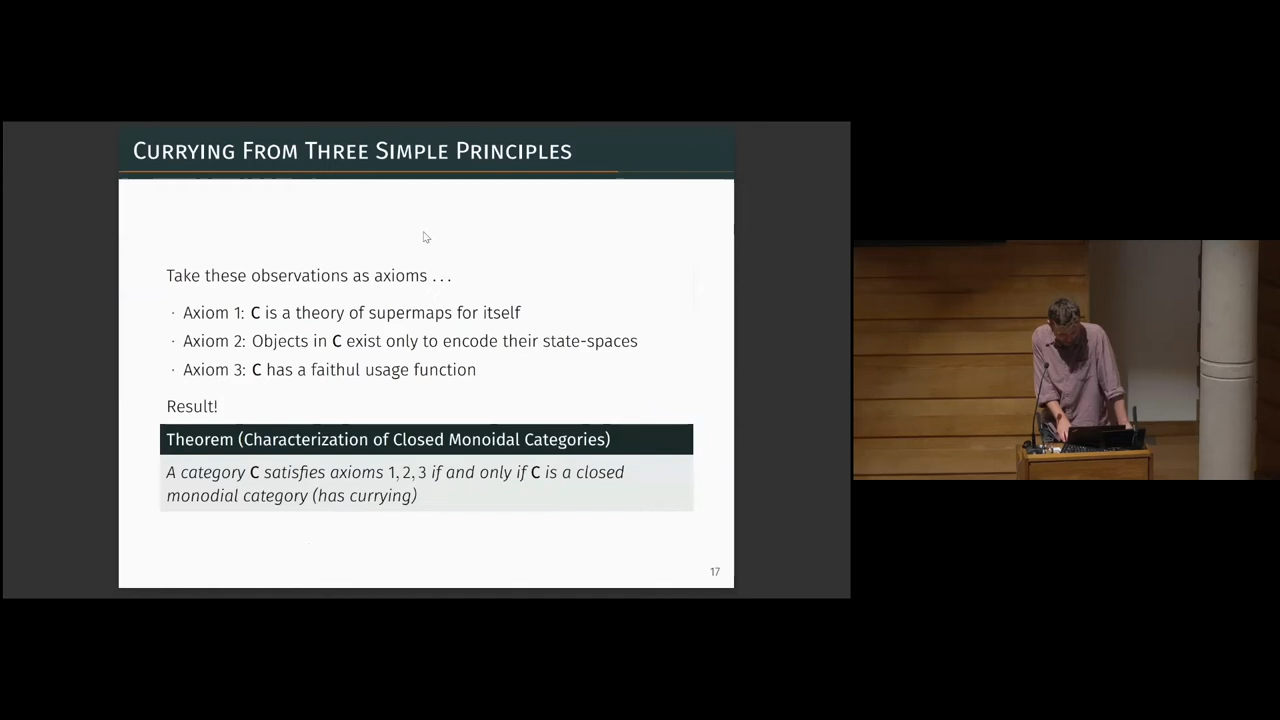 Currying From Three Simple Principles
Take these observations as axioms ...
· Axiom 1: C is a theory of supermaps for itself
· Axiom 2: Objects in C exist only to encode their state-spaces
· Axiom 3: C has a faithful usage function
Result!
Theorem (Characterization of Closed Monoidal Categories)
A category C satisfies axioms 1, 2, 3 if and only if C is a closed
monodial category (has currying)
17